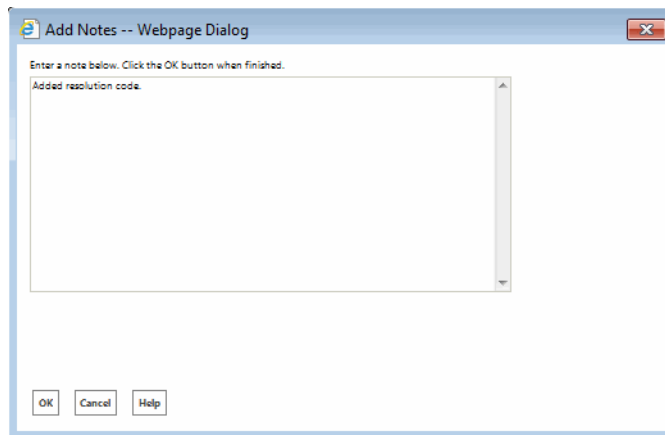 Add Notes -- Webpage Dialog
Enter a note below. Click the OK button when finished.
Added resolution code.
OK Cancel Help